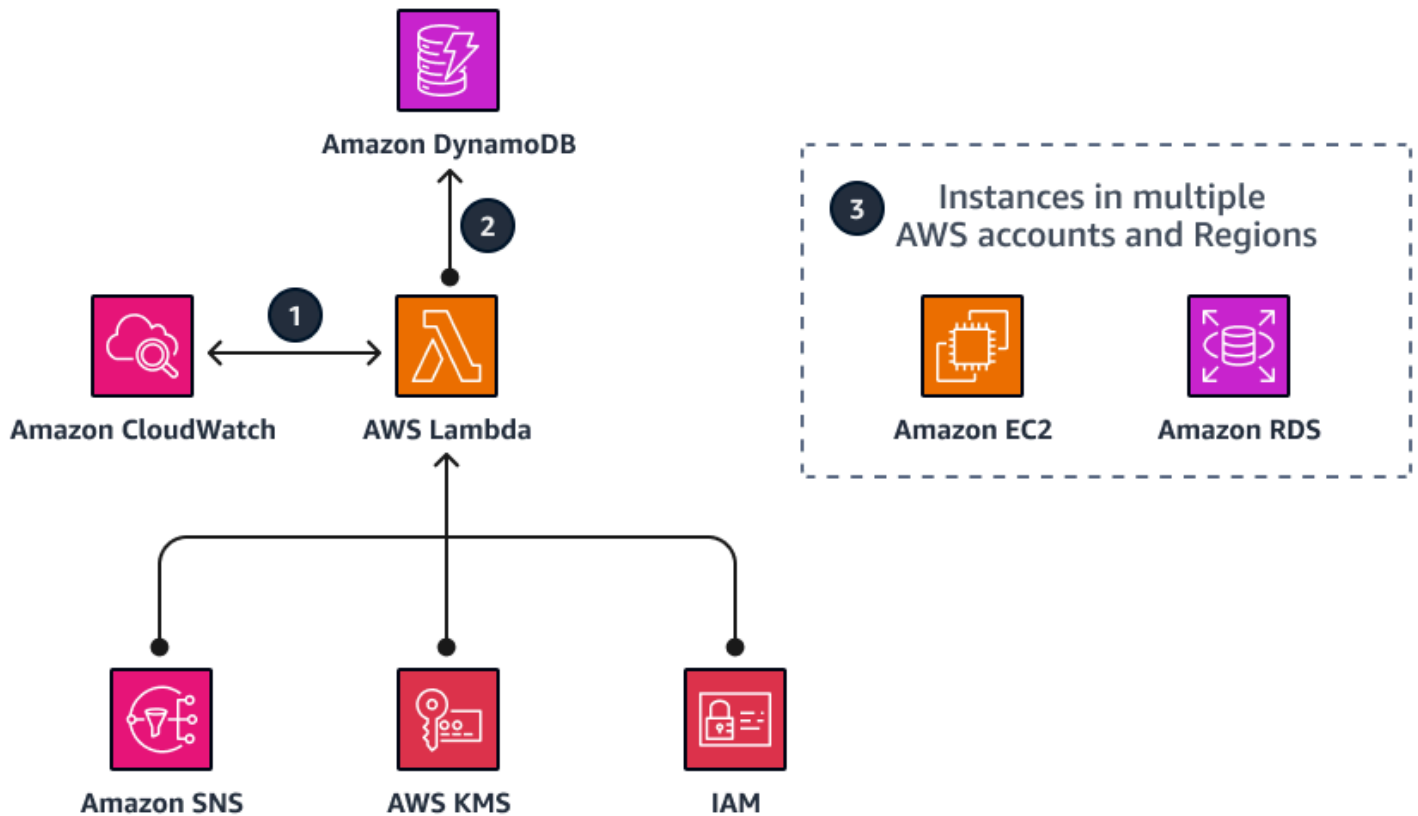 Amazon DynamoDB
2
3
Instances in multiple
AWS accounts and Regions
1
Amazon CloudWatch
AWS Lambda
Amazon EC2
Amazon RDS
Amazon SNS
AWS KMS
IAM